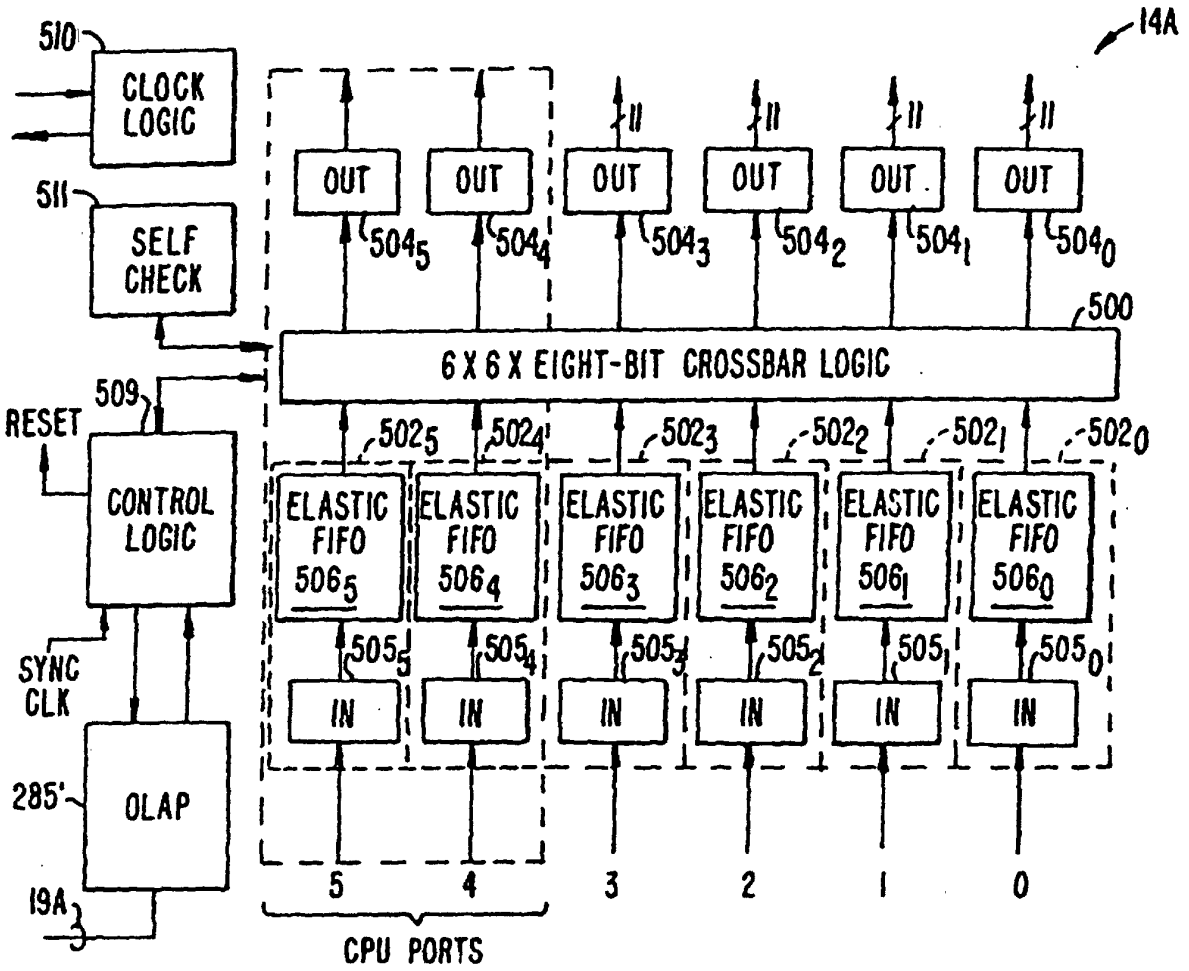 14A
510
CLOCK
LOGIC
11 11 11 11
OUT OUT OUT OUT OUT OUT
504₅ 504₄ 504₃ 504₂ 504₁ 504₀
511
SELF
CHECK
500
6 X 6 X EIGHT-BIT CROSSBAR LOGIC
509
RESET
502₅ 502₄ 502₃ 502₂ 502₁ 502₀
CONTROL
LOGIC
ELASTIC ELASTIC ELASTIC ELASTIC ELASTIC ELASTIC
FIFO FIFO FIFO FIFO FIFO FIFO
506₅ 506₄ 506₃ 506₂ 506₁ 506₀
505₅ 505₄ 505₃ 505₂ 505₁ 505₀
SYNC
CLK
IN IN IN IN IN IN
285'
OLAP
5 4 3 2 1 0
19A
CPU PORTS